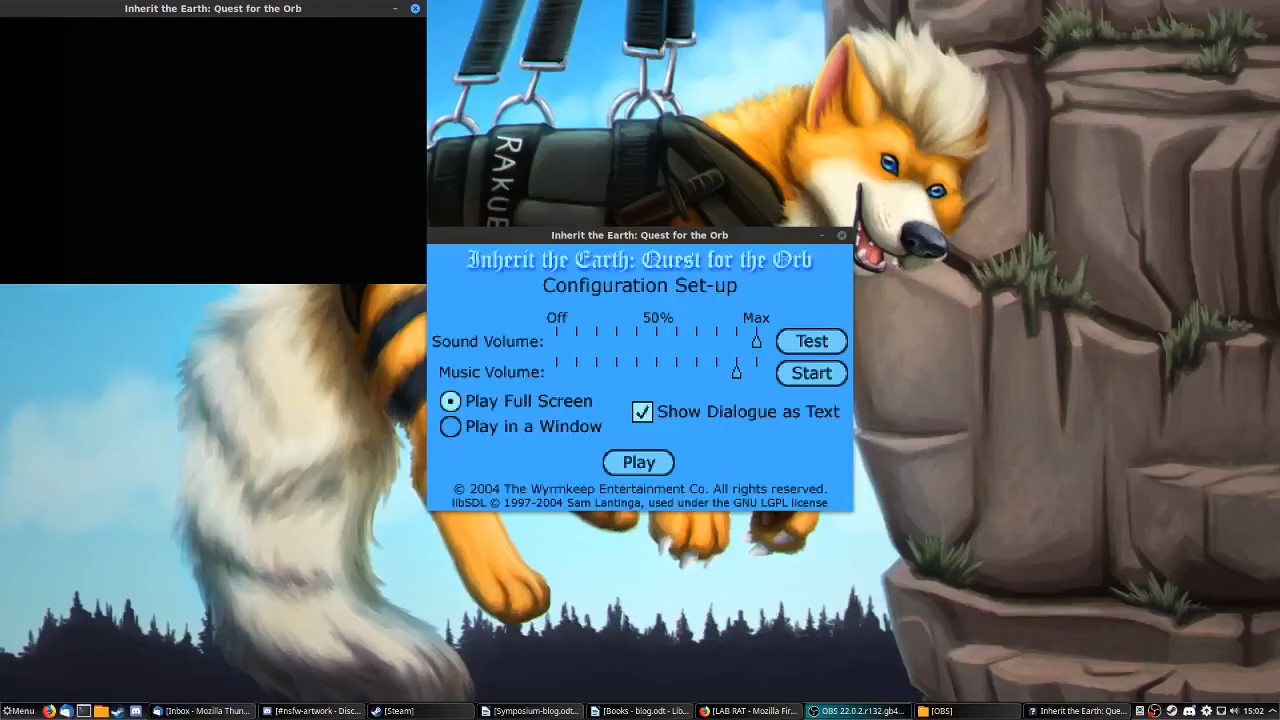 Inherit the Earth: Quest for the Orb
RAKUE
Inherit the Earth: Quest for the Orb
Inherit the Earth: Quest for the Orb
Configuration Set-up
Off 50% Max
Sound Volume: Test
Music Volume: Start
Play Full Screen
Show Dialogue as Text
Play in a Window
Play
© 2004 The Wyrmkeep Entertainment Co. All rights reserved.
libSDL © 1997-2004 Sam Lantinga, used under the GNU LGPL license
Menu [Inbox - Mozilla Thun... [#nsfw-artwork - Disc... [Steam] [Symposium-blog.odt... [Books - blog.odt - Lib... [LAB RAT - Mozilla Fir... OBS 22.0.2.r132.gb4... [OBS] Inherit the Earth: Que... 15:02